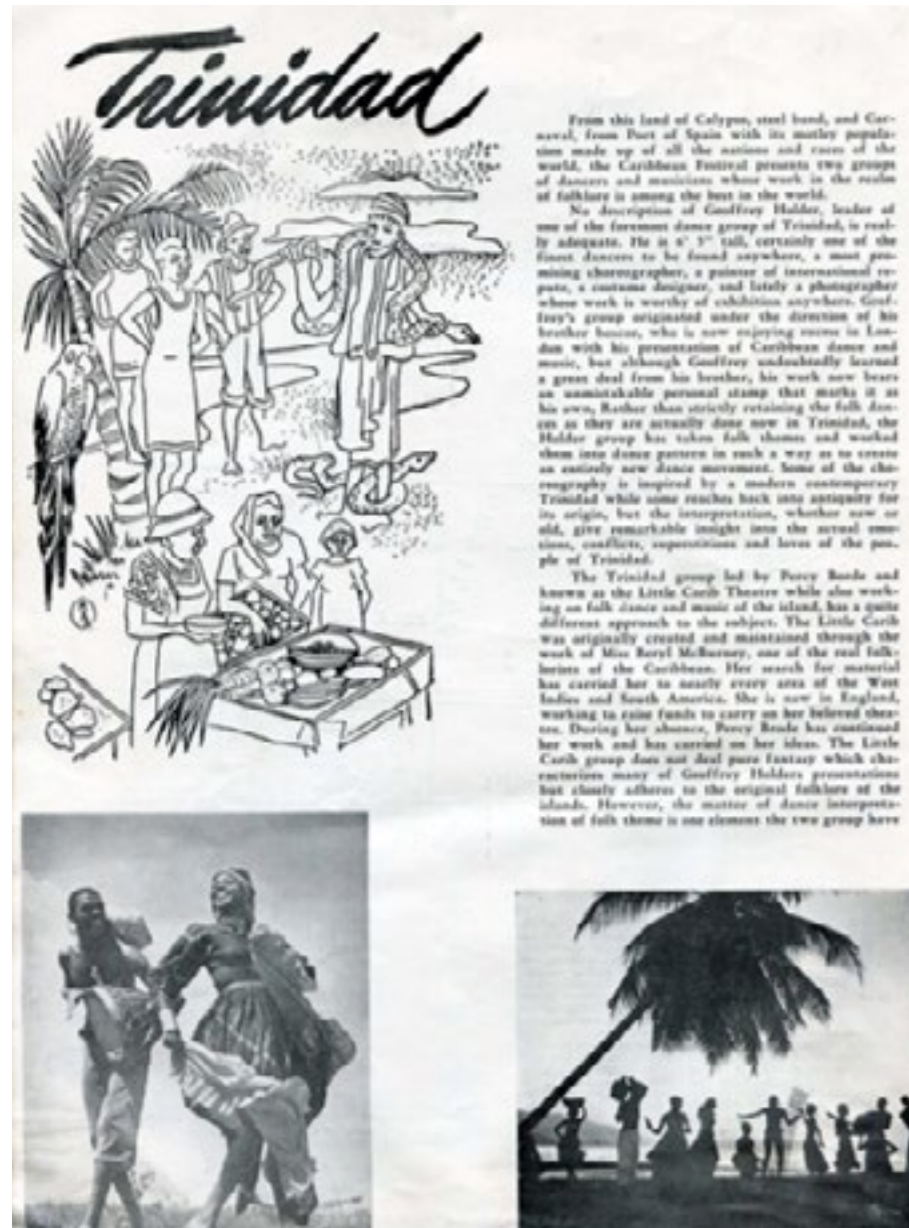 Trinidad
From this land of Calypso, steel band, and Car-
naval, from Port of Spain with its motley popula-
tion made up of all the nations and races of the
world, the Caribbean Festival presents two groups
of dancers and musicians whose work in the realm
of folklore is among the best in the world.
No description of Geoffrey Holder, leader of
one of the foremost dance group of Trinidad, is real-
ly adequate. He is 6' 5" tall, certainly one of the
finest dancers to be found anywhere, a most pro-
mising choreographer, a painter of international re-
pute, a costume designer, and lately a photographer
whose work is worthy of exhibition anywhere. Geof-
frey's group originated under the direction of his
brother boscoe, who is now enjoying success in Lon-
don with his presentation of Caribbean dance and
music, but although Geoffrey undoubtedly learned
a great deal from his brother, his work now bears
an unmistakable personal stamp that marks it as
his own, Rather than strictly retaining the folk dan-
ces as they are actually done now in Trinidad, the
Holder group has taken folk themes and worked
them into dance pattern in such a way as to create
an entirely new dance movement. Some of the cho-
reography is inspired by a modern contemporary
Trinidad while some reaches back into antiquity for
its origin, but the interpretation, whether new or
old, give remarkable insight into the actual emo-
tions, conflicts, superstitions and loves of the peo-
ple of Trinidad.
The Trinidad group led by Percy Borde and
known as the Little Carib Theatre while also work-
ing on folk dance and music of the island, has a quite
different approach to the subject. The Little Carib
was originally created and maintained through the
work of Miss Beryl McBurney, one of the real folk-
lorists of the Caribbean. Her search for material
has carried her to nearly every area of the West
Indies and South America. She is now in England,
working to raise funds to carry on her beloved thea-
tre. During her absence, Percy Brode has continued
her work and has carried on her ideas. The Little
Carib group does not deal pure fantasy which cha-
racterizes many of Geoffrey Holders presentations
but closely adheres to the original folklore of the
islands. However, the matter of dance interpreta-
tion of folk theme is one element the two group have